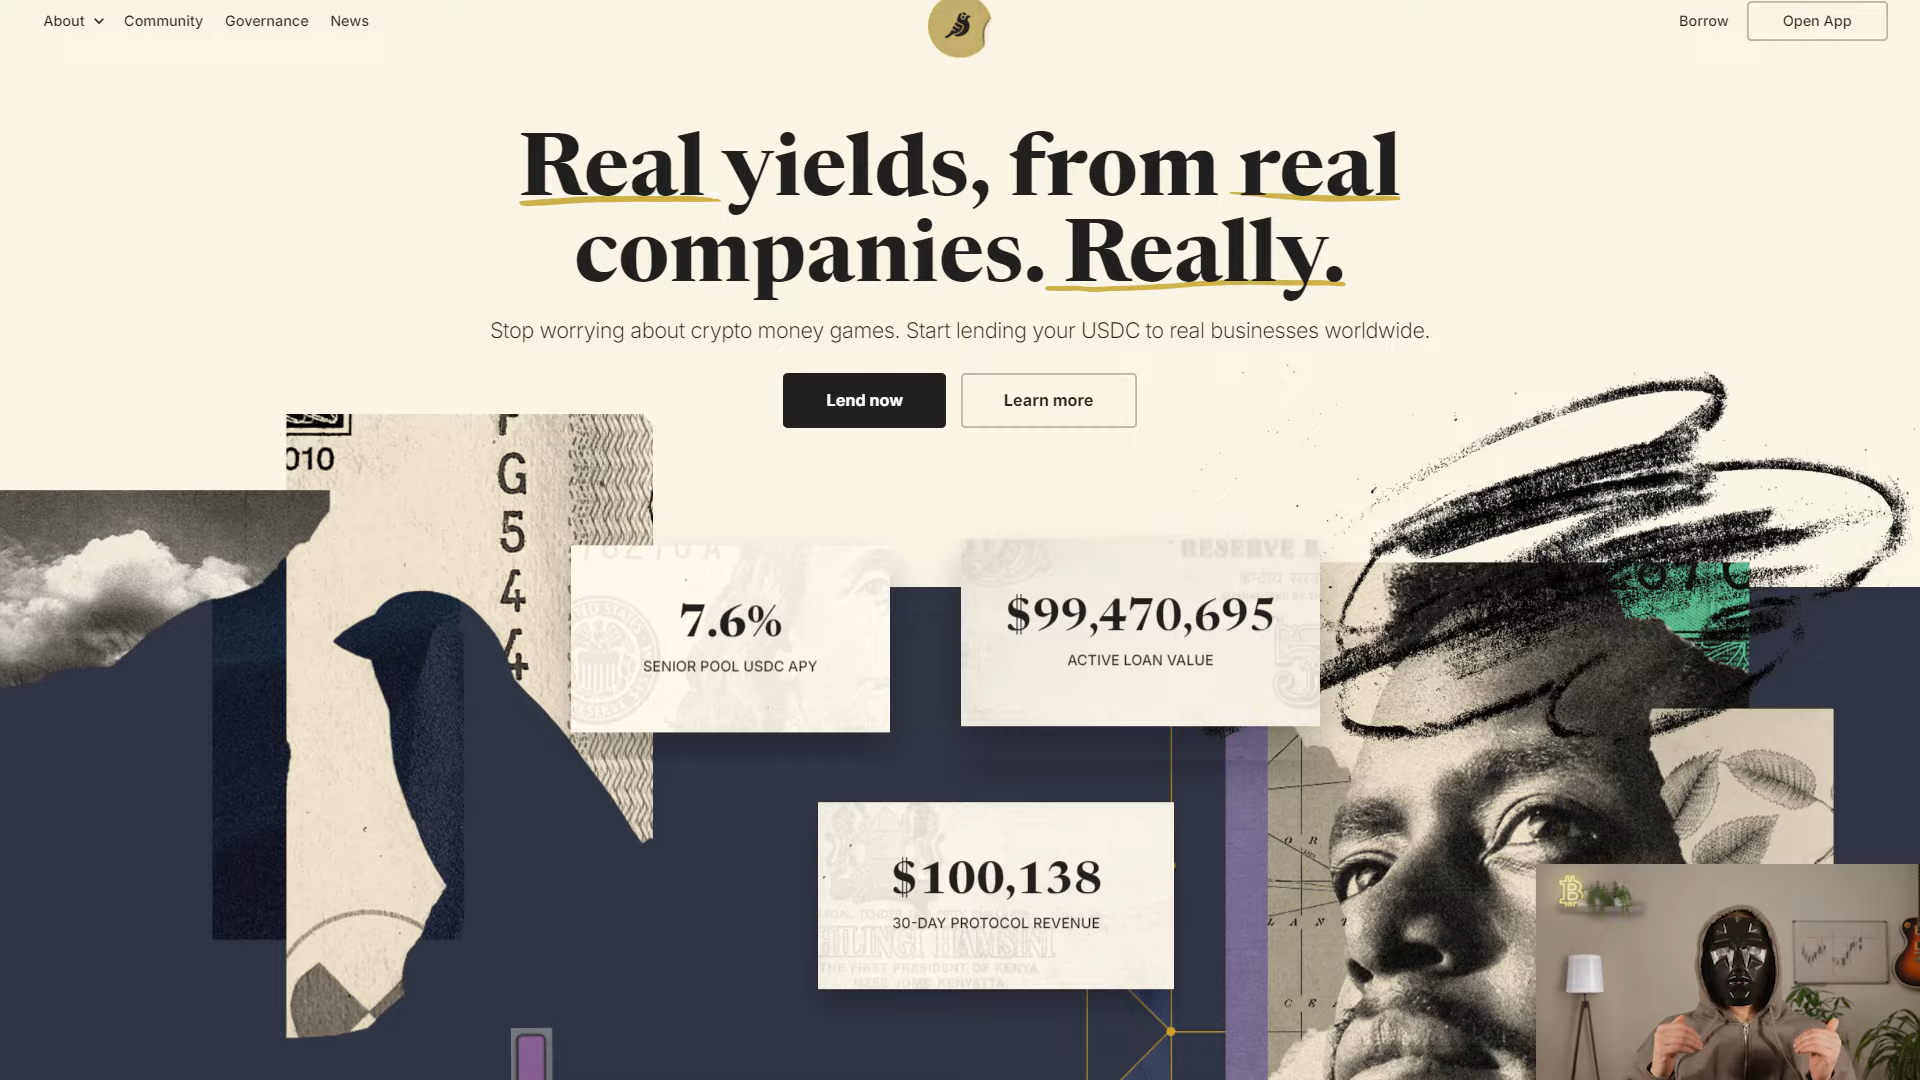 About
Community
Governance
News
Borrow
Open App
Real yields, from real
companies. Really.
Stop worrying about crypto money games. Start lending your USDC to real businesses worldwide.
Lend now
Learn more
010
G
5
4
4
RESERVE B
7.6%
SENIOR POOL USDC APY
$99,470,695
ACTIVE LOAN VALUE
$100,138
30-DAY PROTOCOL REVENUE
THE FIRST PRESIDENT OF KENYA
MZEE JOMO KENYATTA